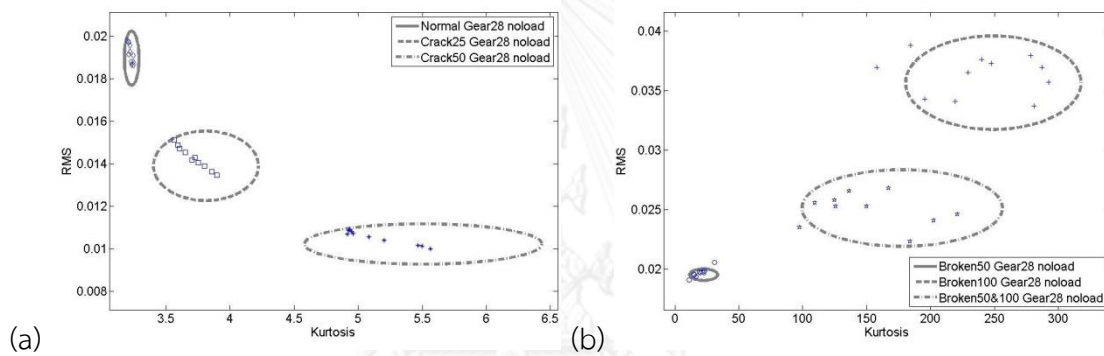 0.02
0.018
0.016
0.014
0.012
0.01
0.008
RMS
3.5 4 4.5 5 5.5 6 6.5
Kurtosis
Normal Gear28 noload
Crack25 Gear28 noload
Crack50 Gear28 noload
(a)
0.04
0.035
0.03
0.025
0.02
RMS
0 50 100 150 200 250 300
Kurtosis
Broken50 Gear28 noload
Broken100 Gear28 noload
Broken50&100 Gear28 noload
(b)